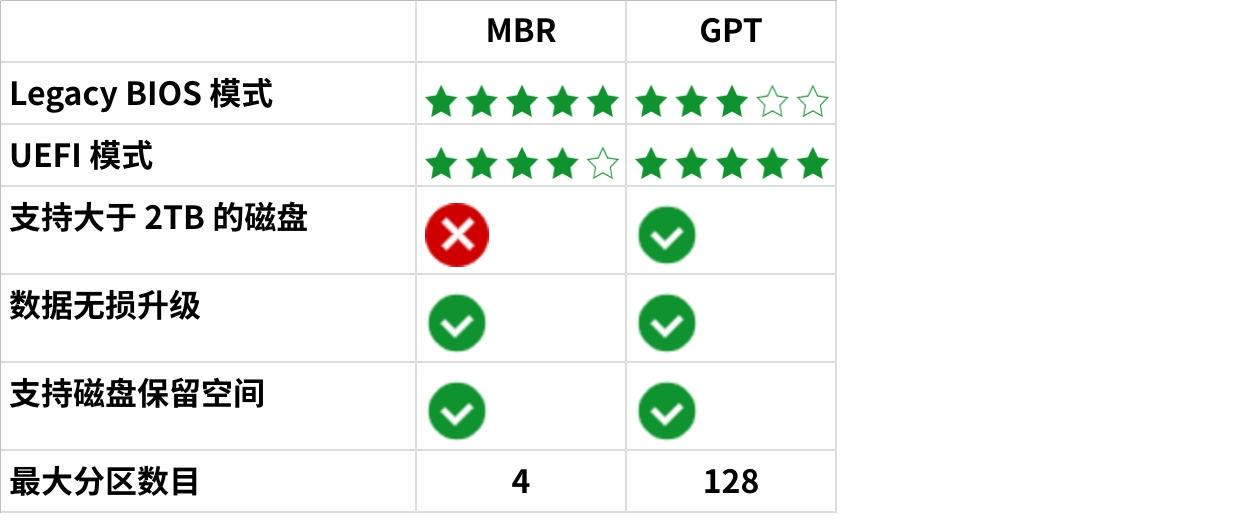 MBR GPT
Legacy BIOS 模式 ★★★★★ ★★★☆☆
UEFI 模式 ★★★★☆ ★★★★★
支持大于 2TB 的磁盘
数据无损升级
支持磁盘保留空间
最大分区数目 4 128